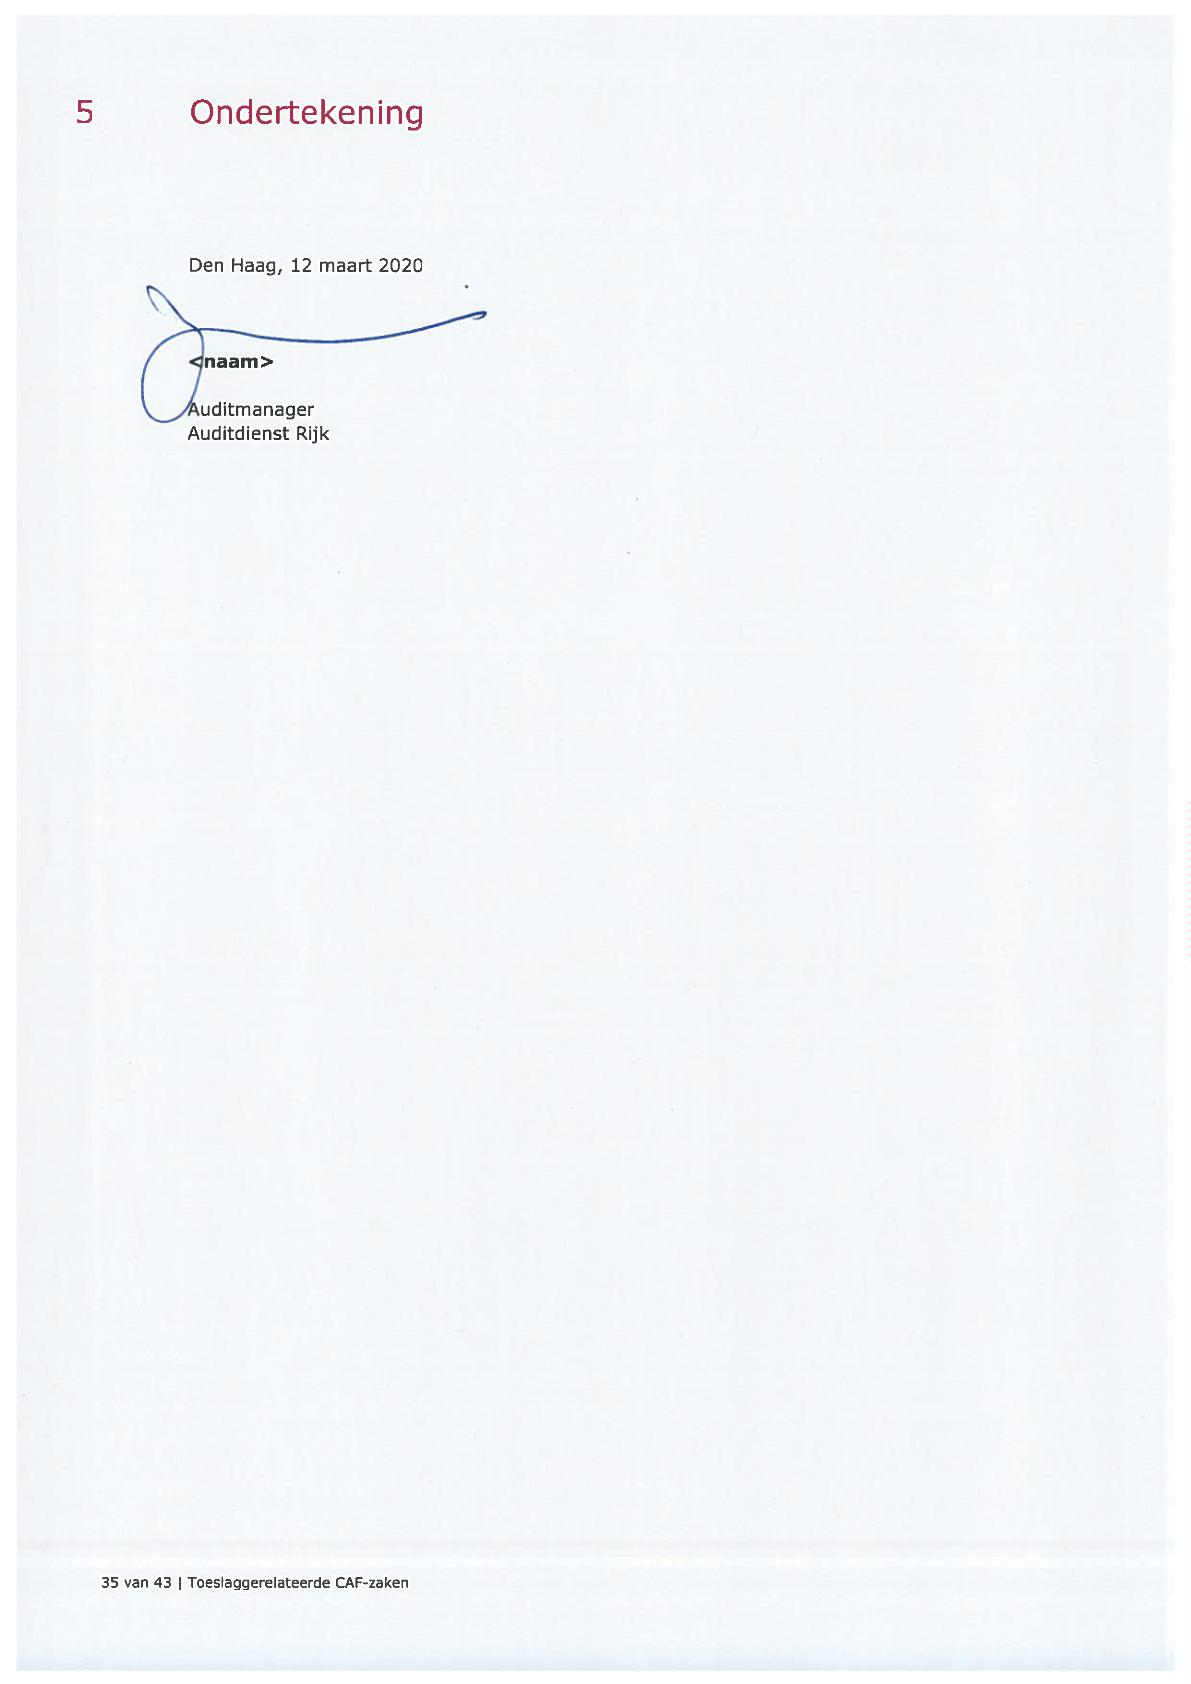 5 Ondertekening
Den Haag, 12 maart 2020
<naam>
Auditmanager
Auditdienst Rijk
35 van 43 | Toeslaggerelateerde CAF-zaken